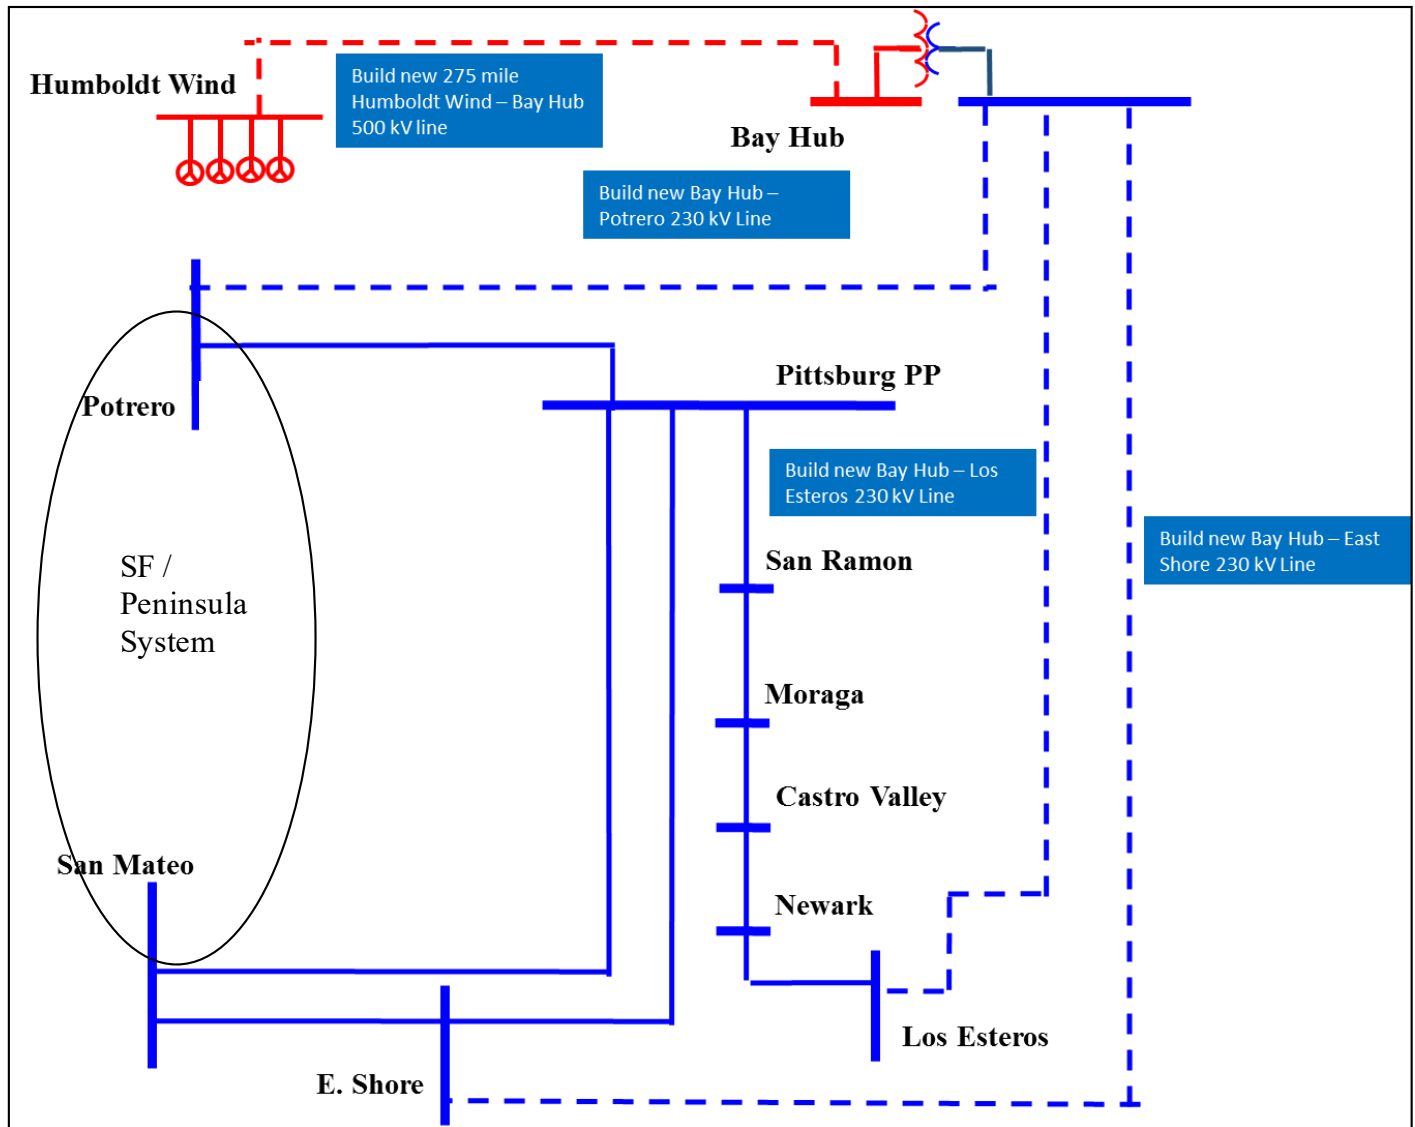 Humboldt Wind
Build new 275 mile
Humboldt Wind – Bay Hub
500 kV line
Bay Hub
Build new Bay Hub –
Potrero 230 kV Line
Potrero
Pittsburg PP
Build new Bay Hub – Los
Esteros 230 kV Line
Build new Bay Hub – East
Shore 230 kV Line
San Ramon
SF /
Peninsula
System
Moraga
Castro Valley
San Mateo
Newark
Los Esteros
E. Shore